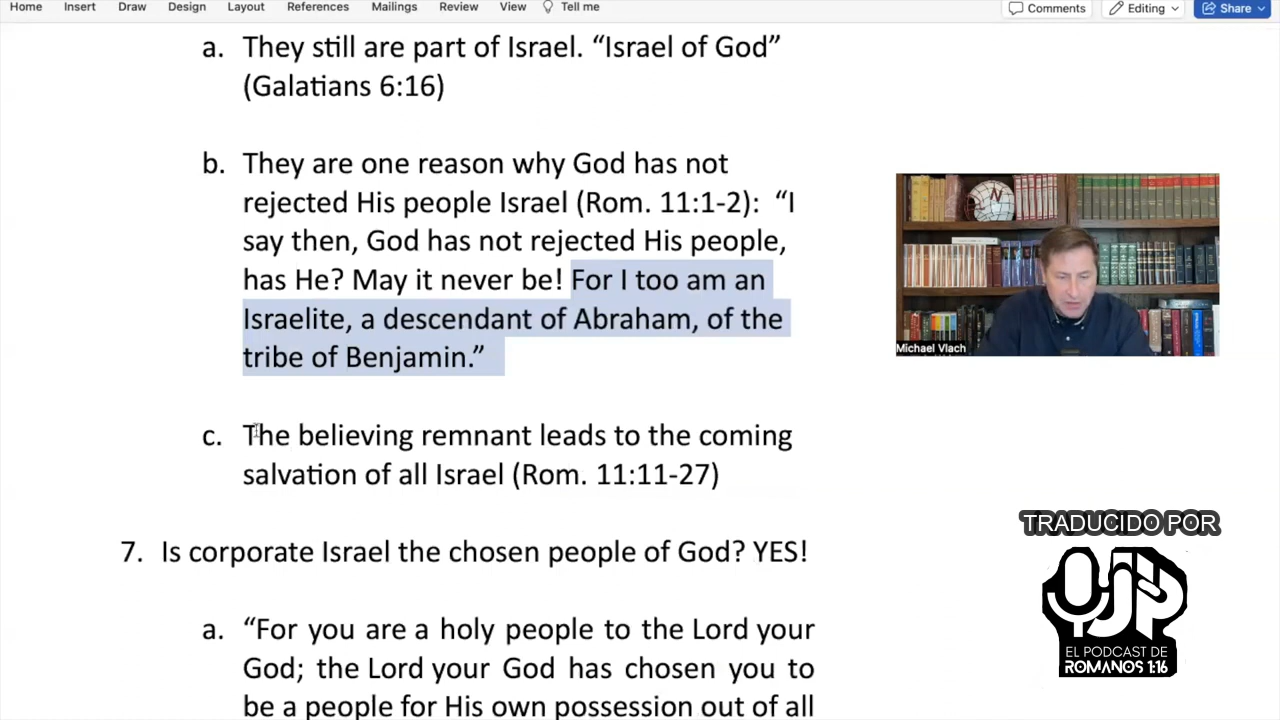 Home Insert Draw Design Layout References Mailings Review View Tell me Comments Editing Share
a. They still are part of Israel. “Israel of God”
(Galatians 6:16)
b. They are one reason why God has not
rejected His people Israel (Rom. 11:1-2): “I
say then, God has not rejected His people,
has He? May it never be! For I too am an
Israelite, a descendant of Abraham, of the
tribe of Benjamin.”
c. The believing remnant leads to the coming
salvation of all Israel (Rom. 11:11-27)
7. Is corporate Israel the chosen people of God? YES!
a. “For you are a holy people to the Lord your
God; the Lord your God has chosen you to
be a people for His own possession out of all
Michael Vlach
TRADUCIDO POR
EL PODCAST DE
ROMANOS 1:16